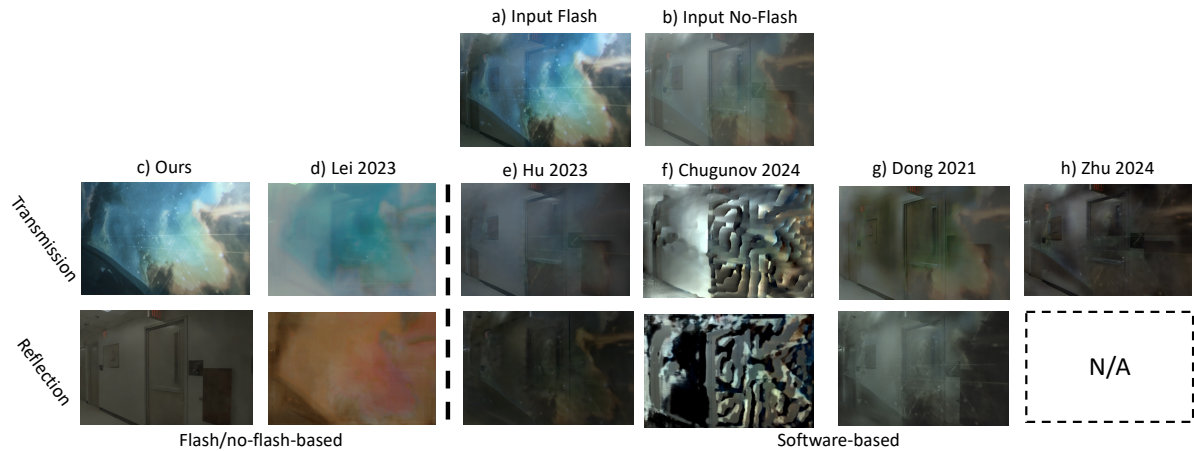 a) Input Flash
b) Input No-Flash
c) Ours
d) Lei 2023
e) Hu 2023
f) Chugunov 2024
g) Dong 2021
h) Zhu 2024
Transmission
Reflection
N/A
Flash/no-flash-based
Software-based